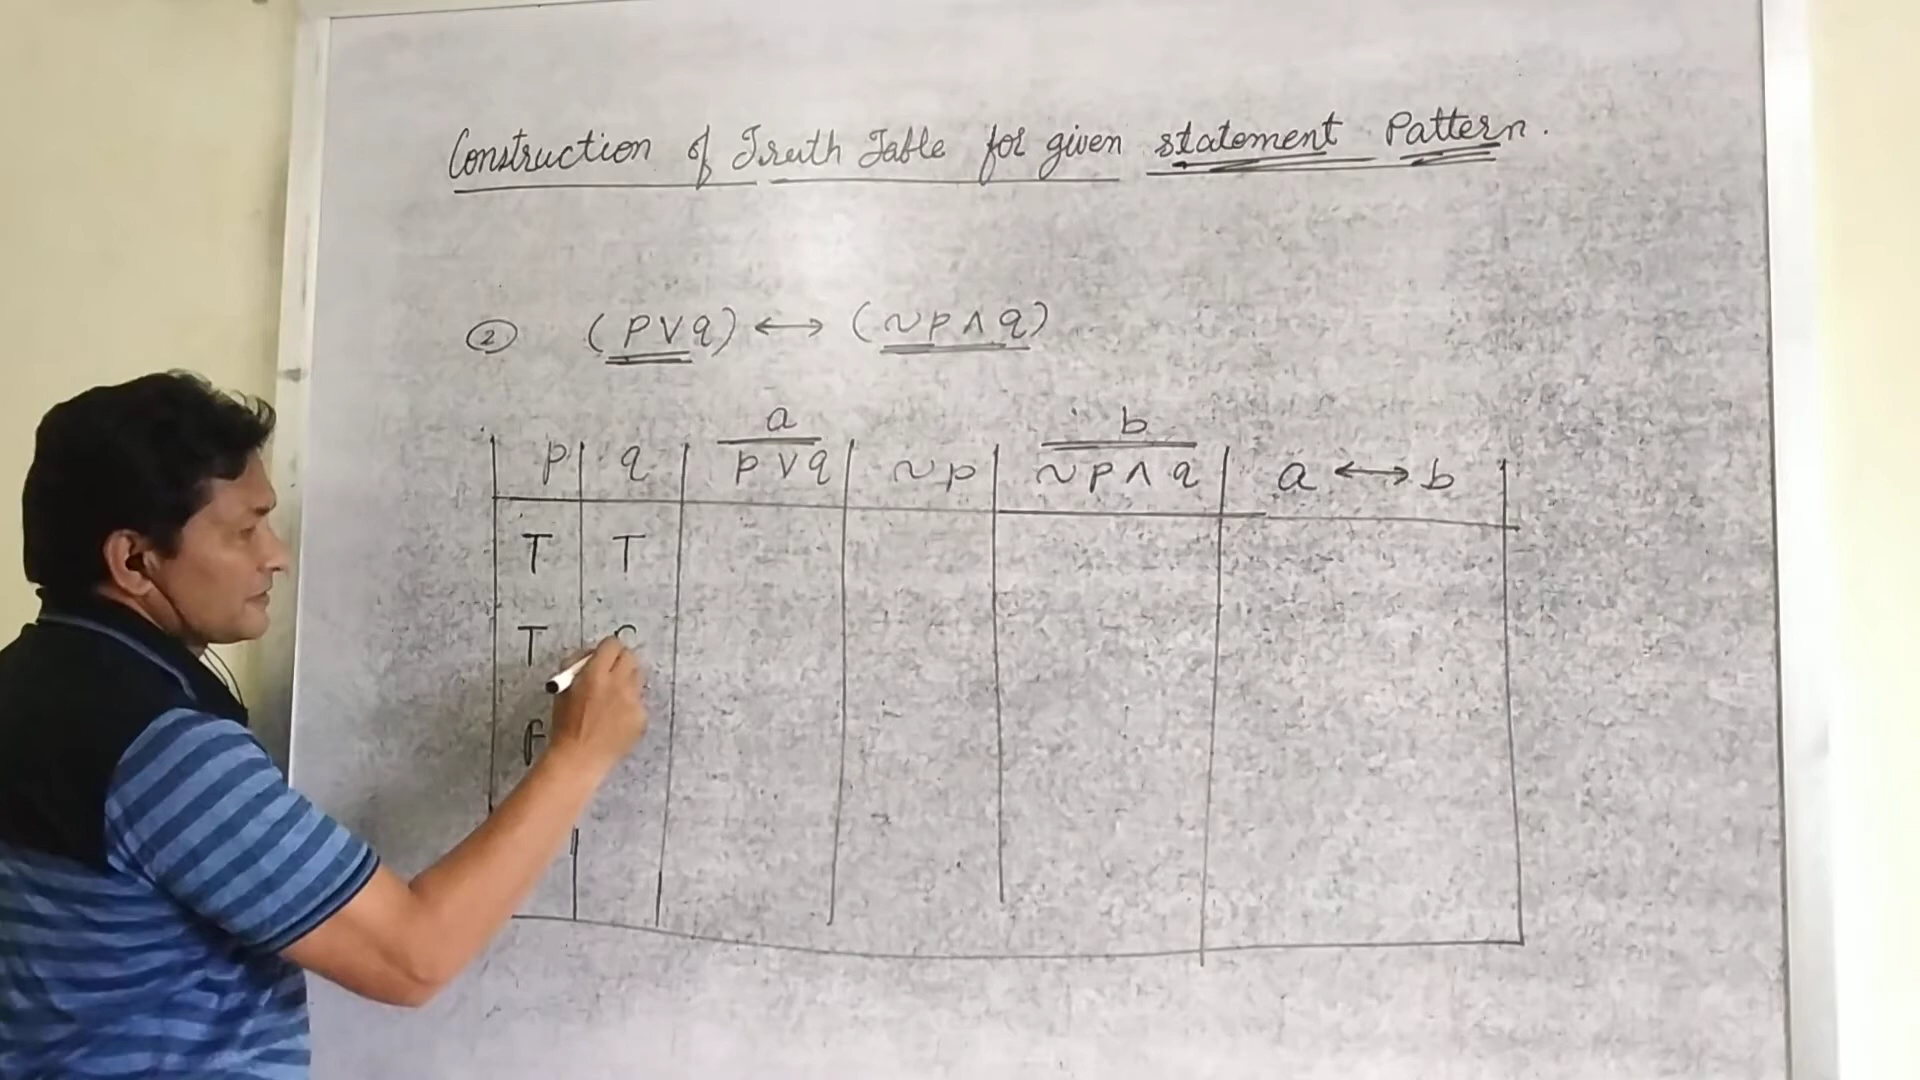 Construction of Truth Table for given statement Pattern.
② (p∨q) ↔ (~p∧q)
a b
p q p∨q ~p ~p∧q a ↔ b
T T
T
F